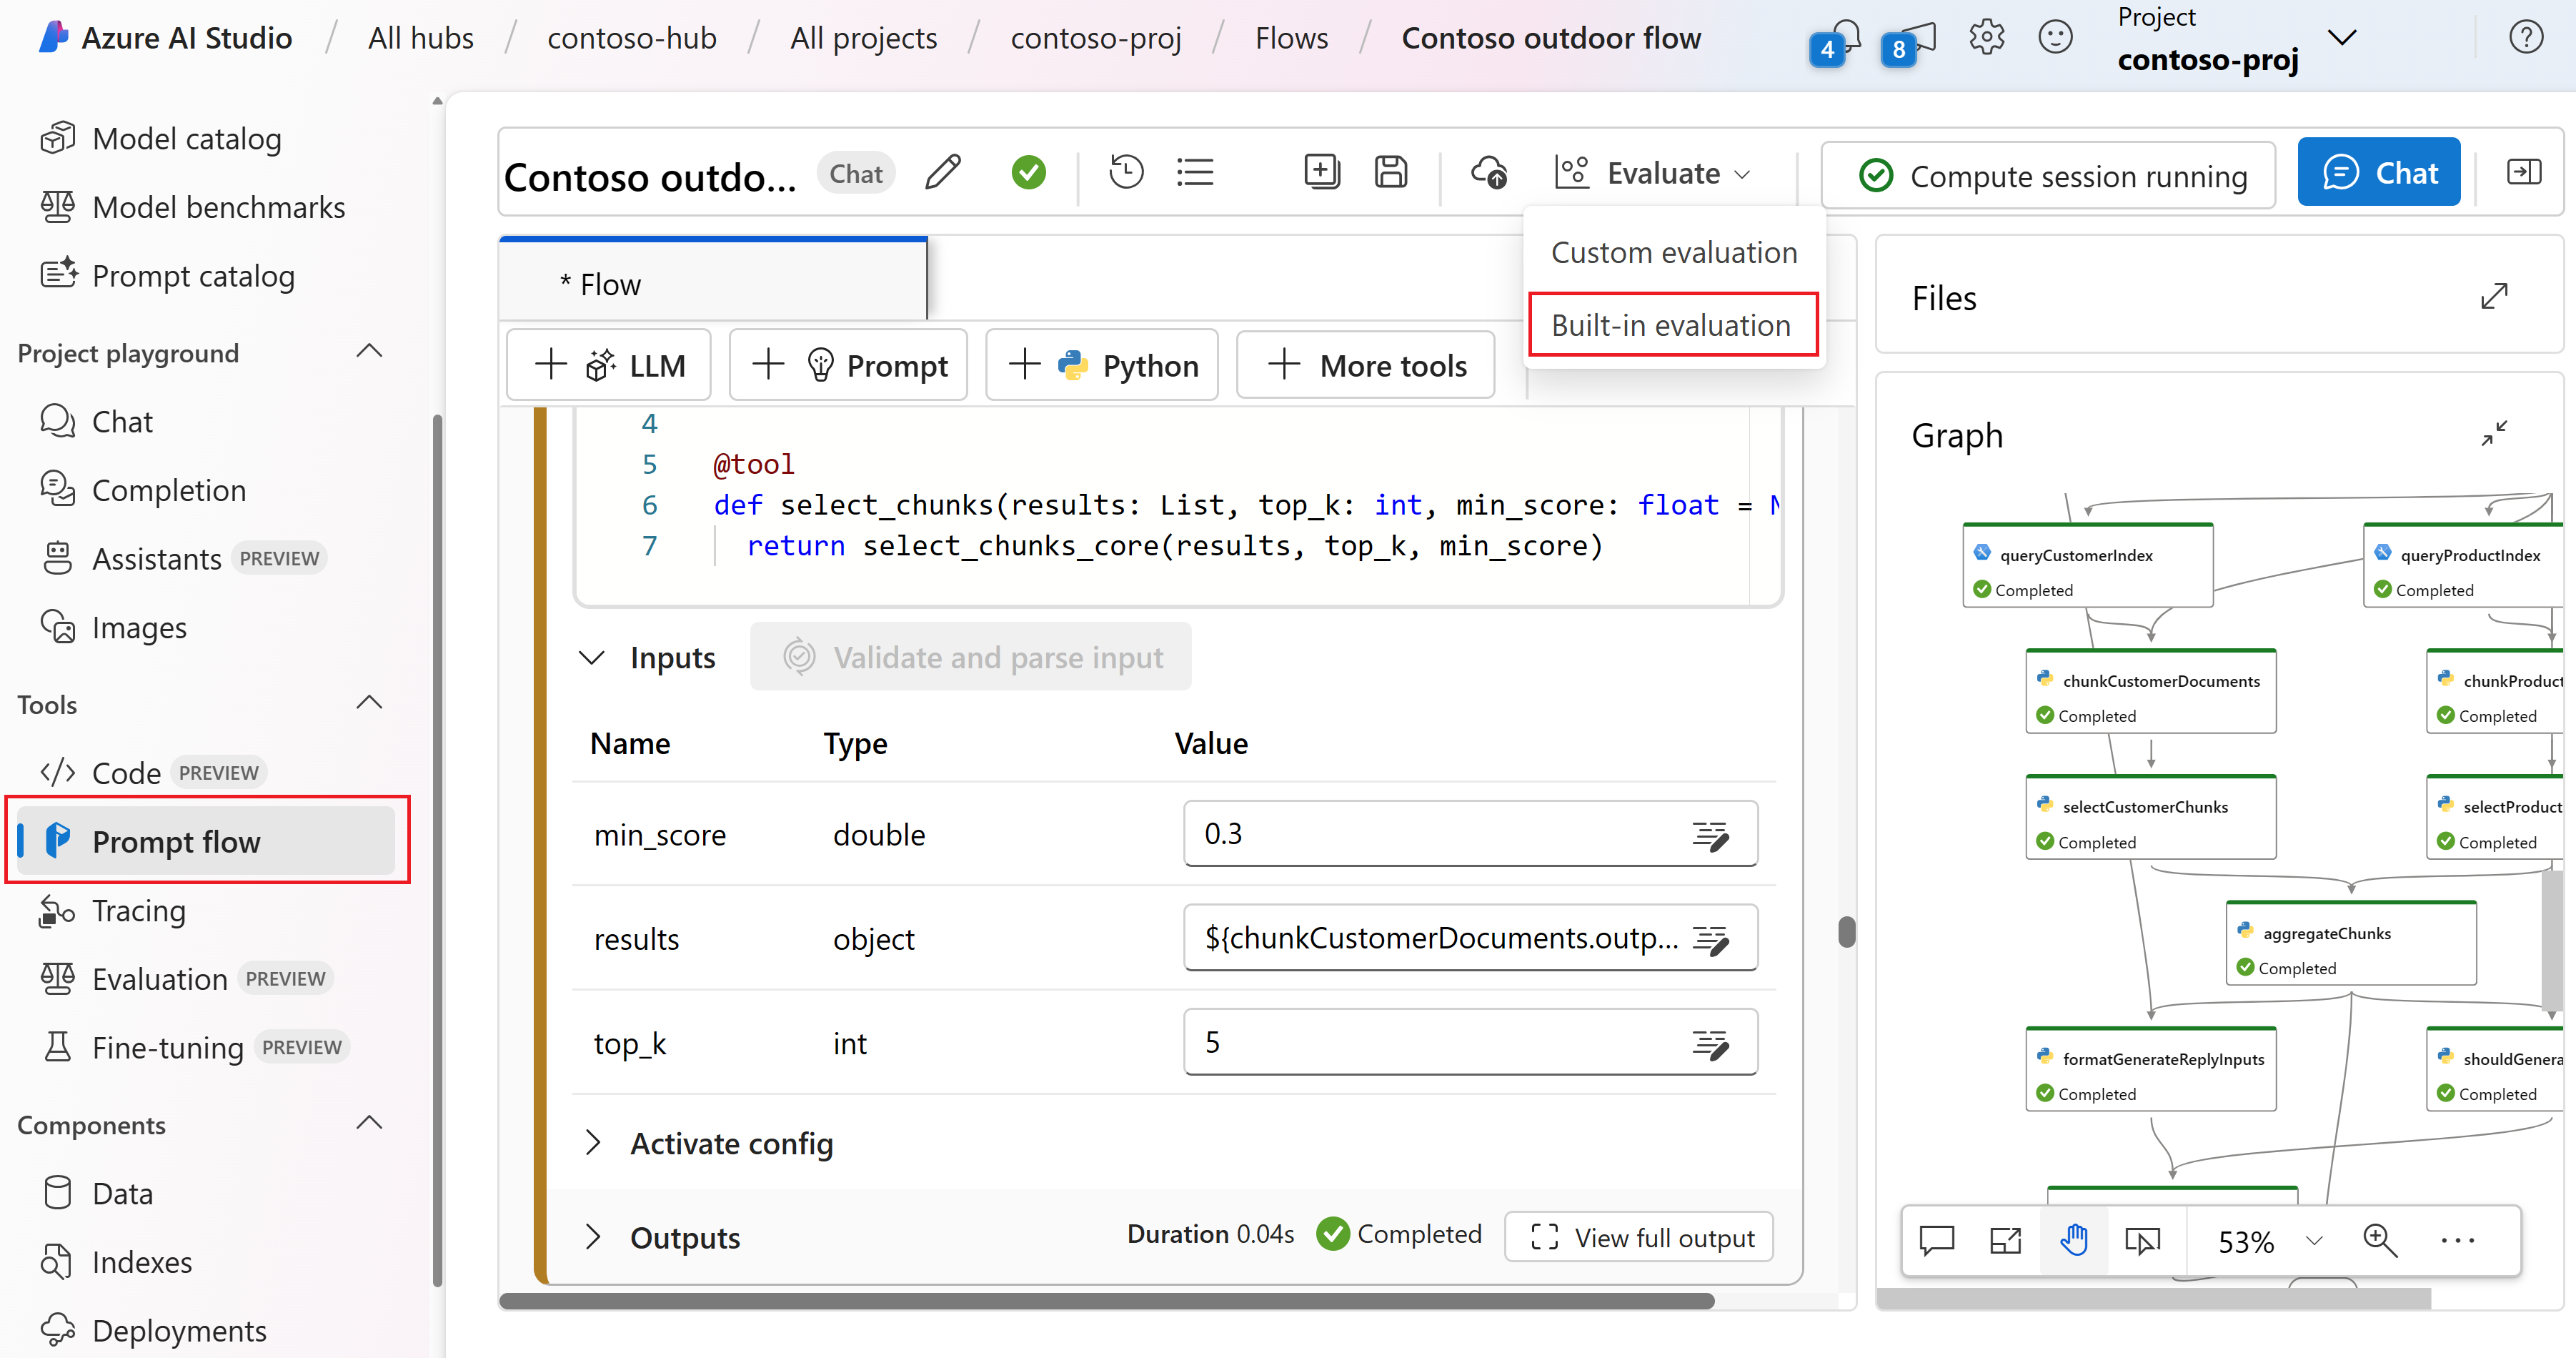 Azure AI Studio / All hubs / contoso-hub / All projects / contoso-proj / Flows / Contoso outdoor flow
4
8
Project
contoso-proj
Model catalog
Model benchmarks
Prompt catalog
Project playground
Chat
Completion
Assistants PREVIEW
Images
Tools
Code PREVIEW
Prompt flow
Tracing
Evaluation PREVIEW
Fine-tuning PREVIEW
Components
Data
Indexes
Deployments
Contoso outdo... Chat
Evaluate
Compute session running
Chat
Custom evaluation
Built-in evaluation
* Flow
LLM
Prompt
Python
More tools
4
5 @tool
6 def select_chunks(results: List, top_k: int, min_score: float = N
7 return select_chunks_core(results, top_k, min_score)
Inputs
Validate and parse input
Name Type Value
min_score double 0.3
results object ${chunkCustomerDocuments.outp...
top_k int 5
Activate config
Outputs
Duration 0.04s Completed
View full output
Files
Graph
queryCustomerIndex
Completed
queryProductIndex
Completed
chunkCustomerDocuments
Completed
chunkProduct
Completed
selectCustomerChunks
Completed
selectProduct
Completed
aggregateChunks
Completed
formatGenerateReplyInputs
Completed
shouldGenera
Completed
53%